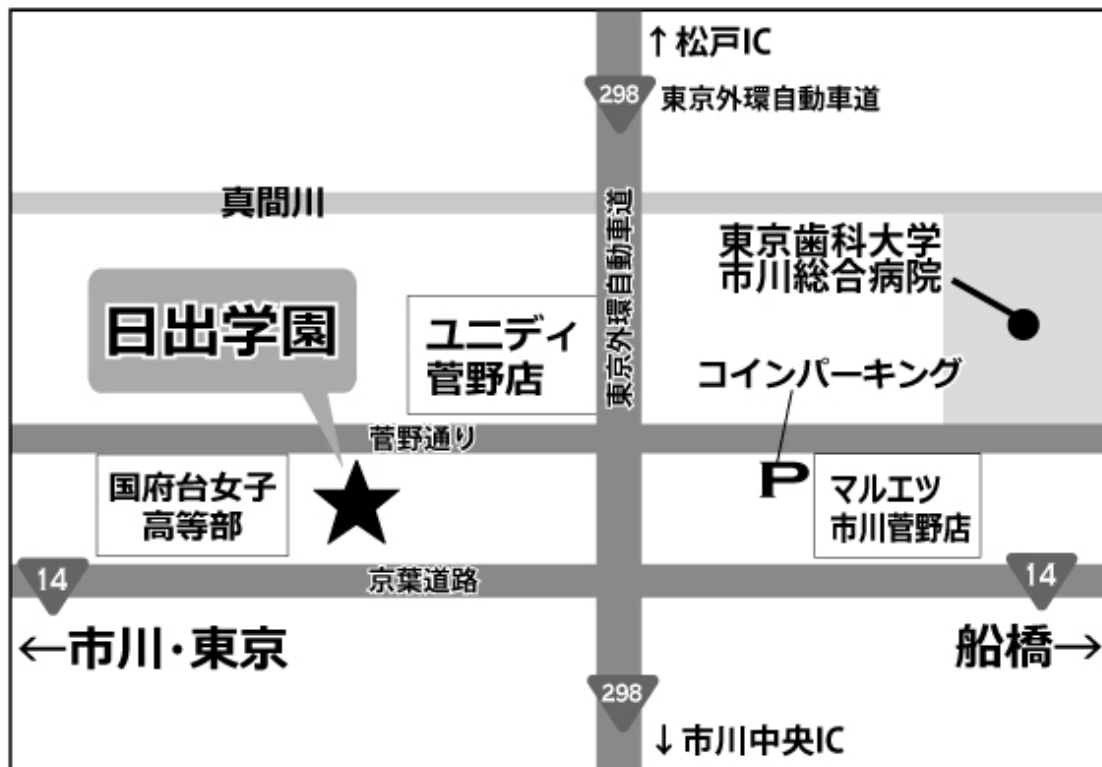 ↑松戸IC
298
東京外環自動車道
真間川
東京外環自動車道
東京歯科大学
市川総合病院
日出学園
ユニディ
菅野店
コインパーキング
菅野通り
国府台女子
高等部
P
マルエツ
市川菅野店
14
京葉道路
14
←市川・東京
船橋→
298
↓市川中央IC